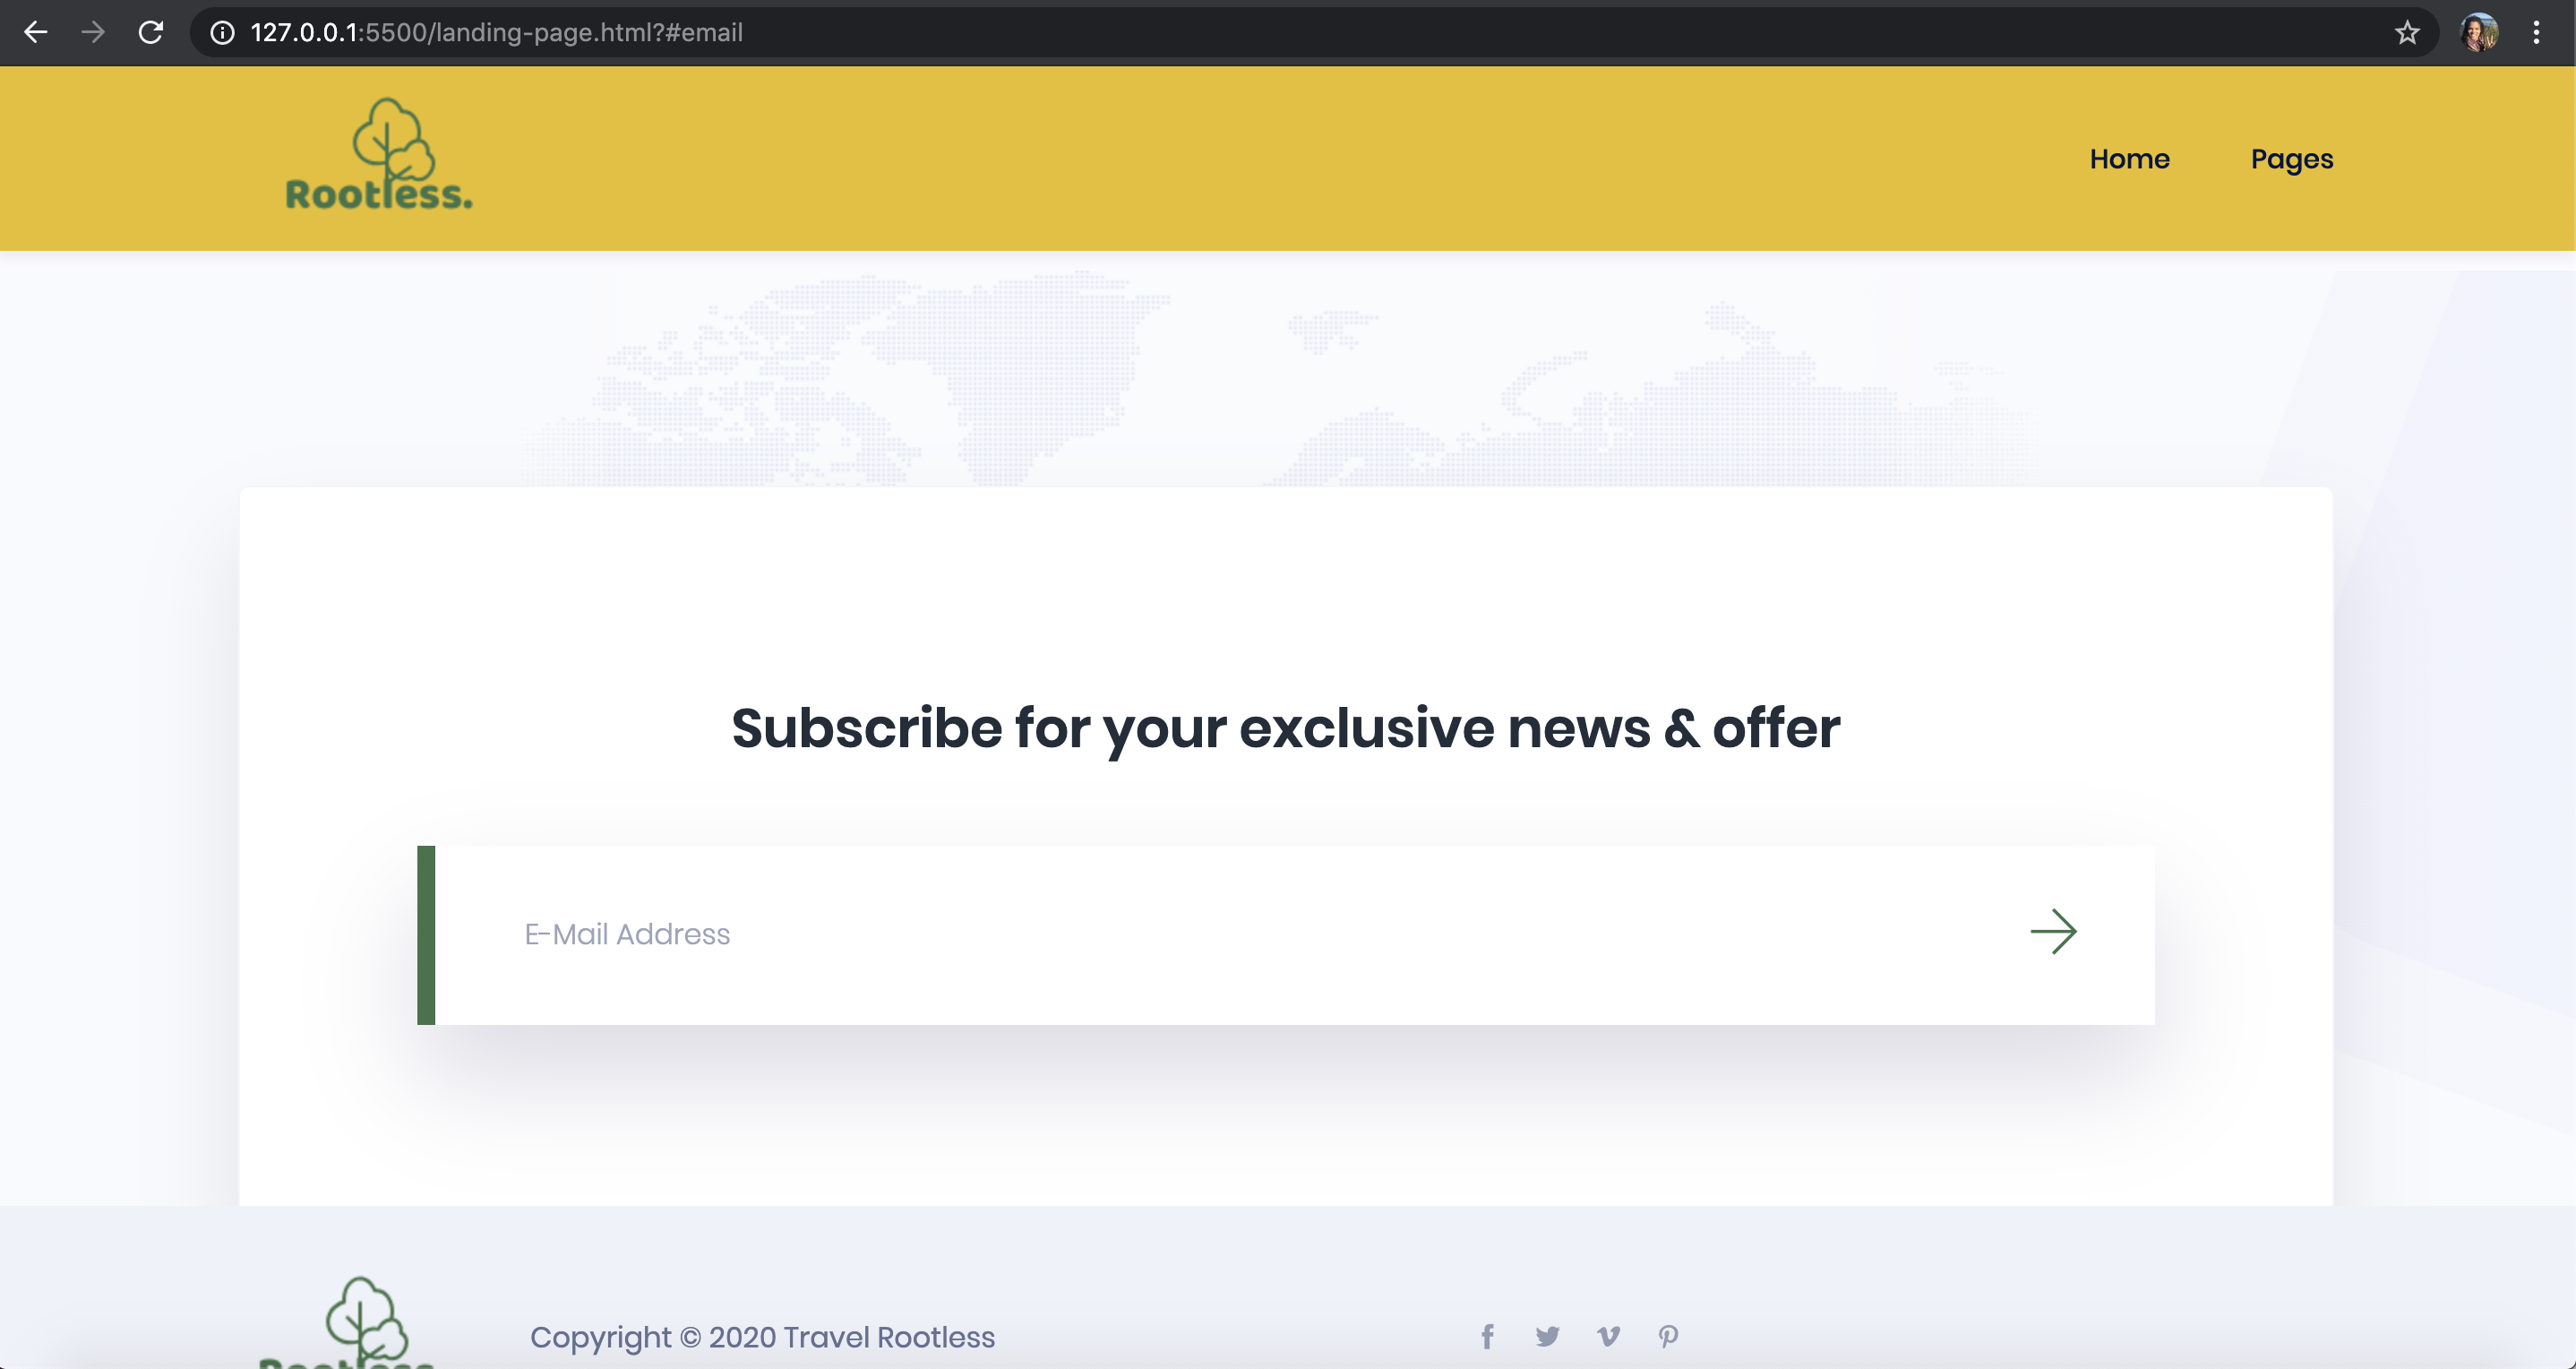 127.0.0.1:5500/landing-page.html?#email
Rootless.
Home Pages
Subscribe for your exclusive news & offer
E-Mail Address
Rootless
Copyright © 2020 Travel Rootless